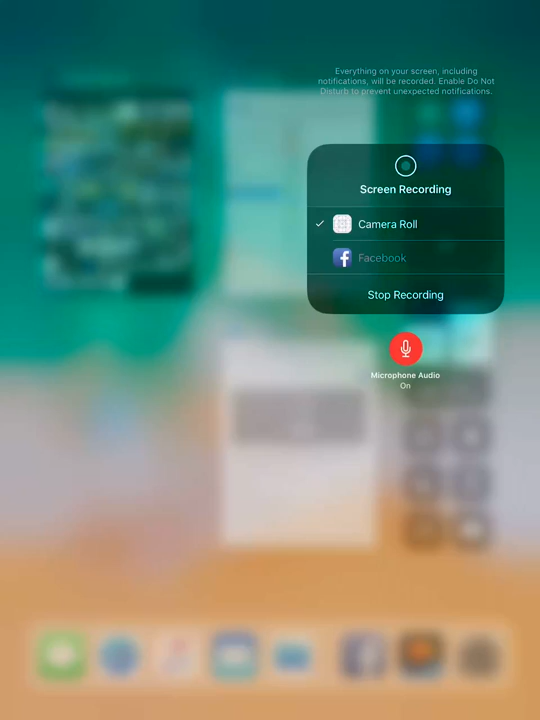 Everything on your screen, including
notifications, will be recorded. Enable Do Not
Disturb to prevent unexpected notifications.
Screen Recording
Camera Roll
Facebook
Stop Recording
Microphone Audio
On